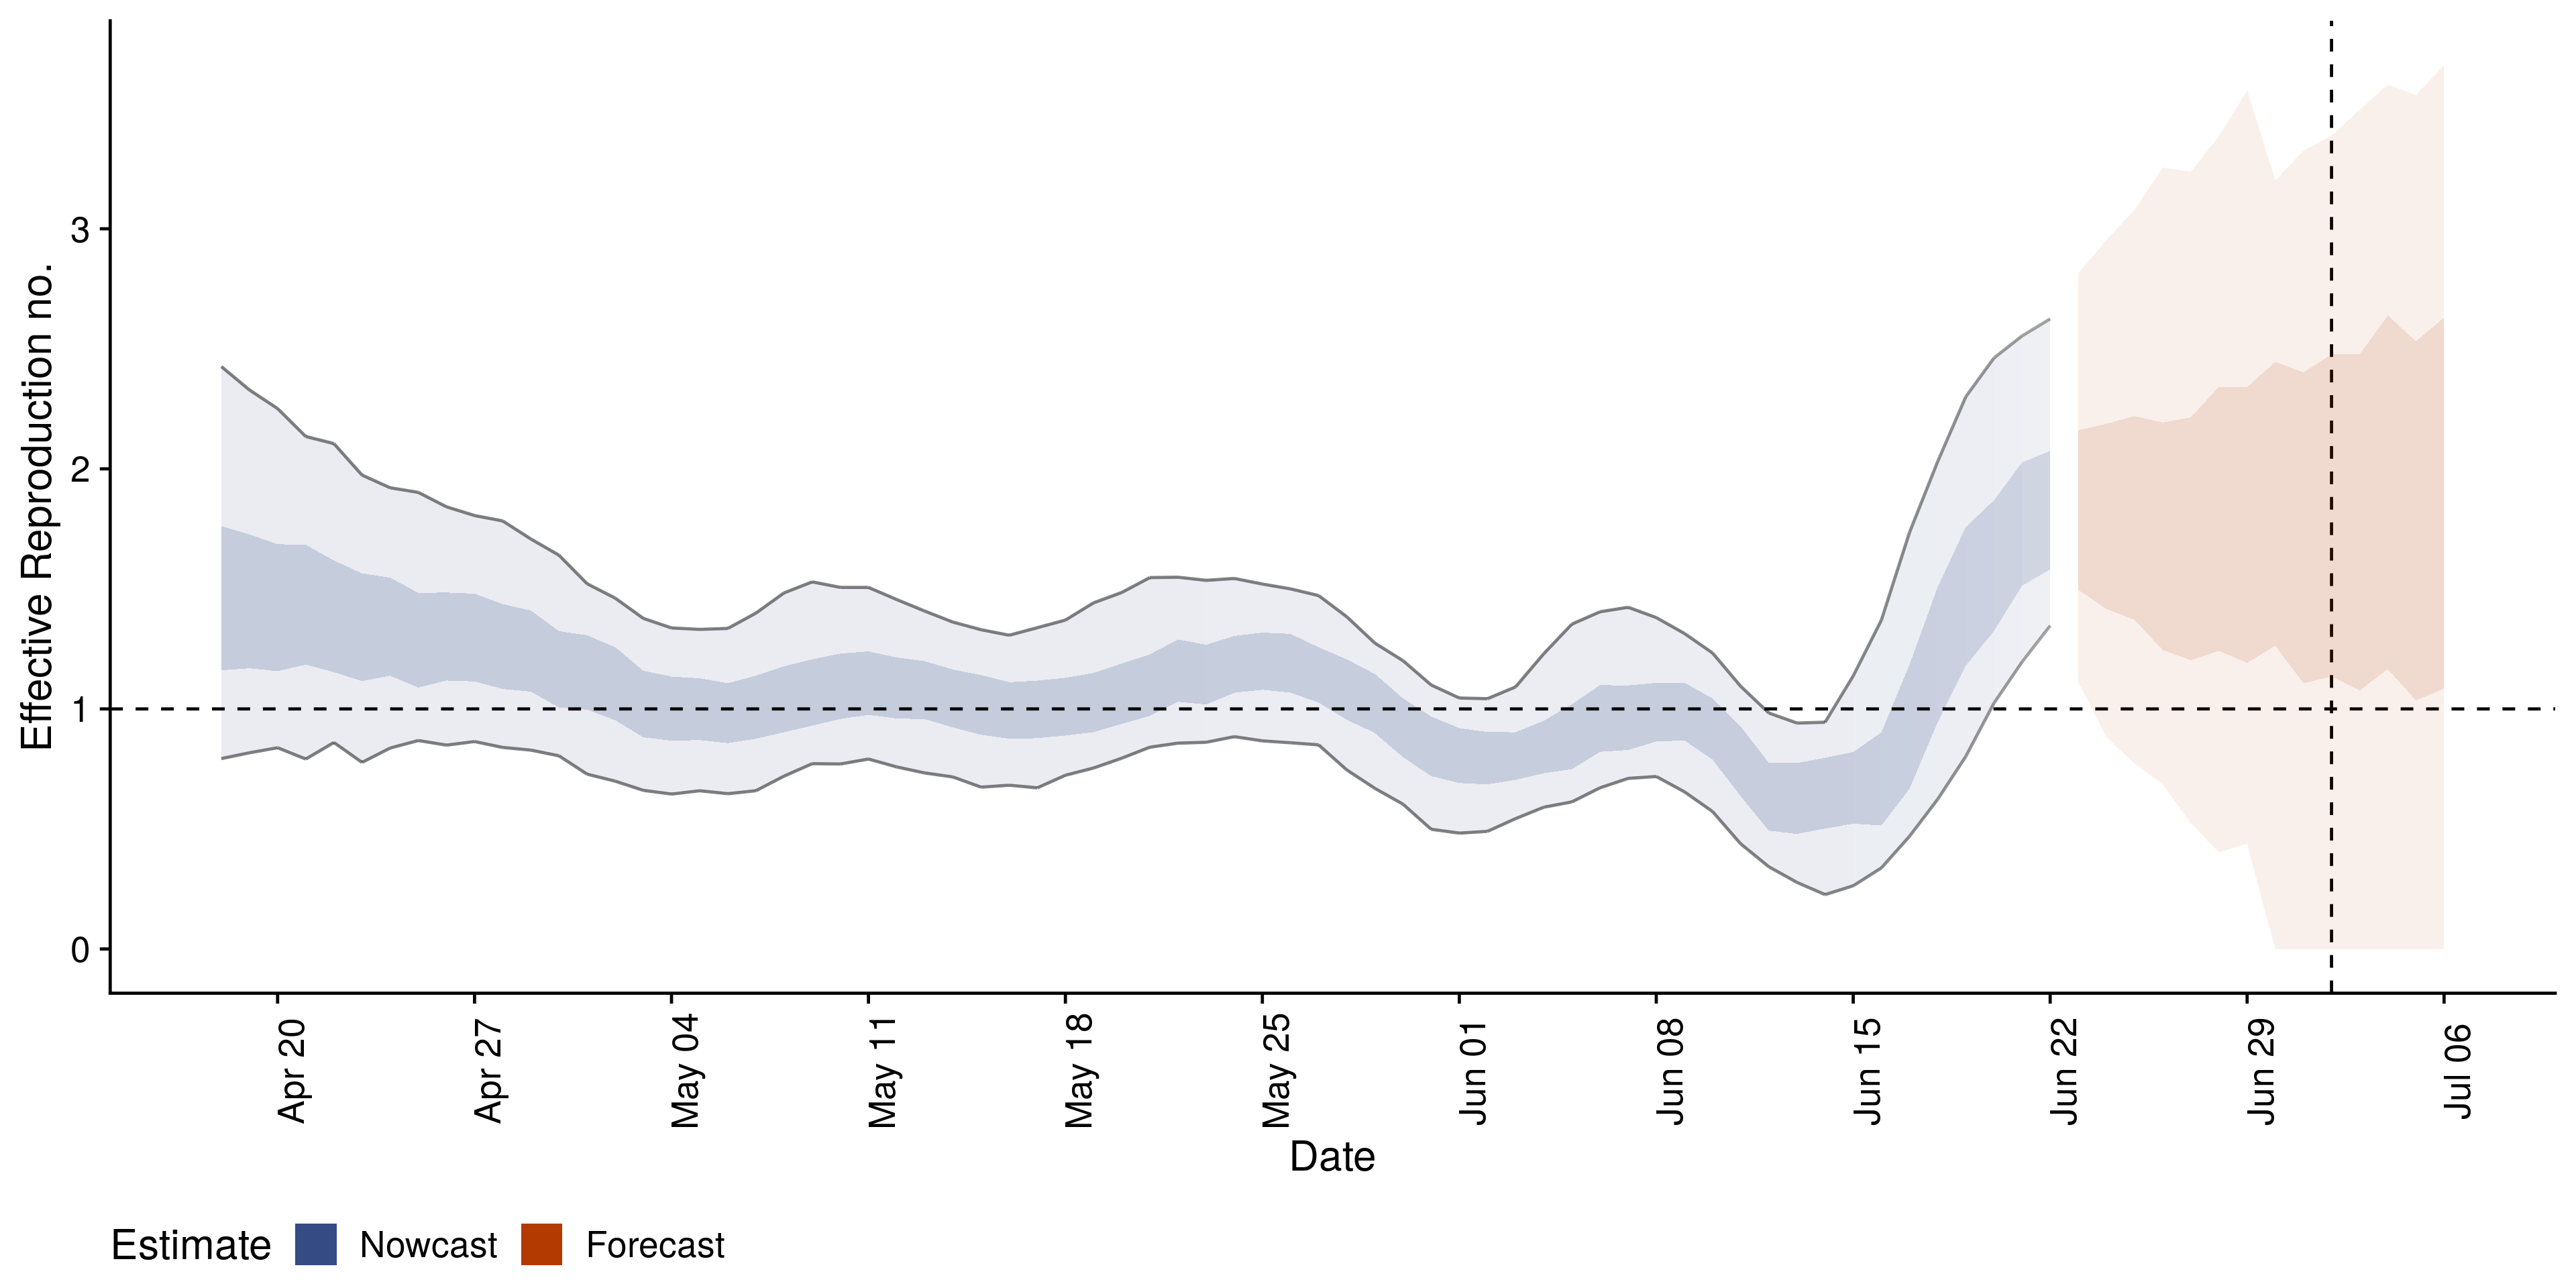 Effective Reproduction no.
3
2
1
0
Apr 20
Apr 27
May 04
May 11
May 18
May 25
Jun 01
Jun 08
Jun 15
Jun 22
Jun 29
Jul 06
Date
Estimate Nowcast Forecast